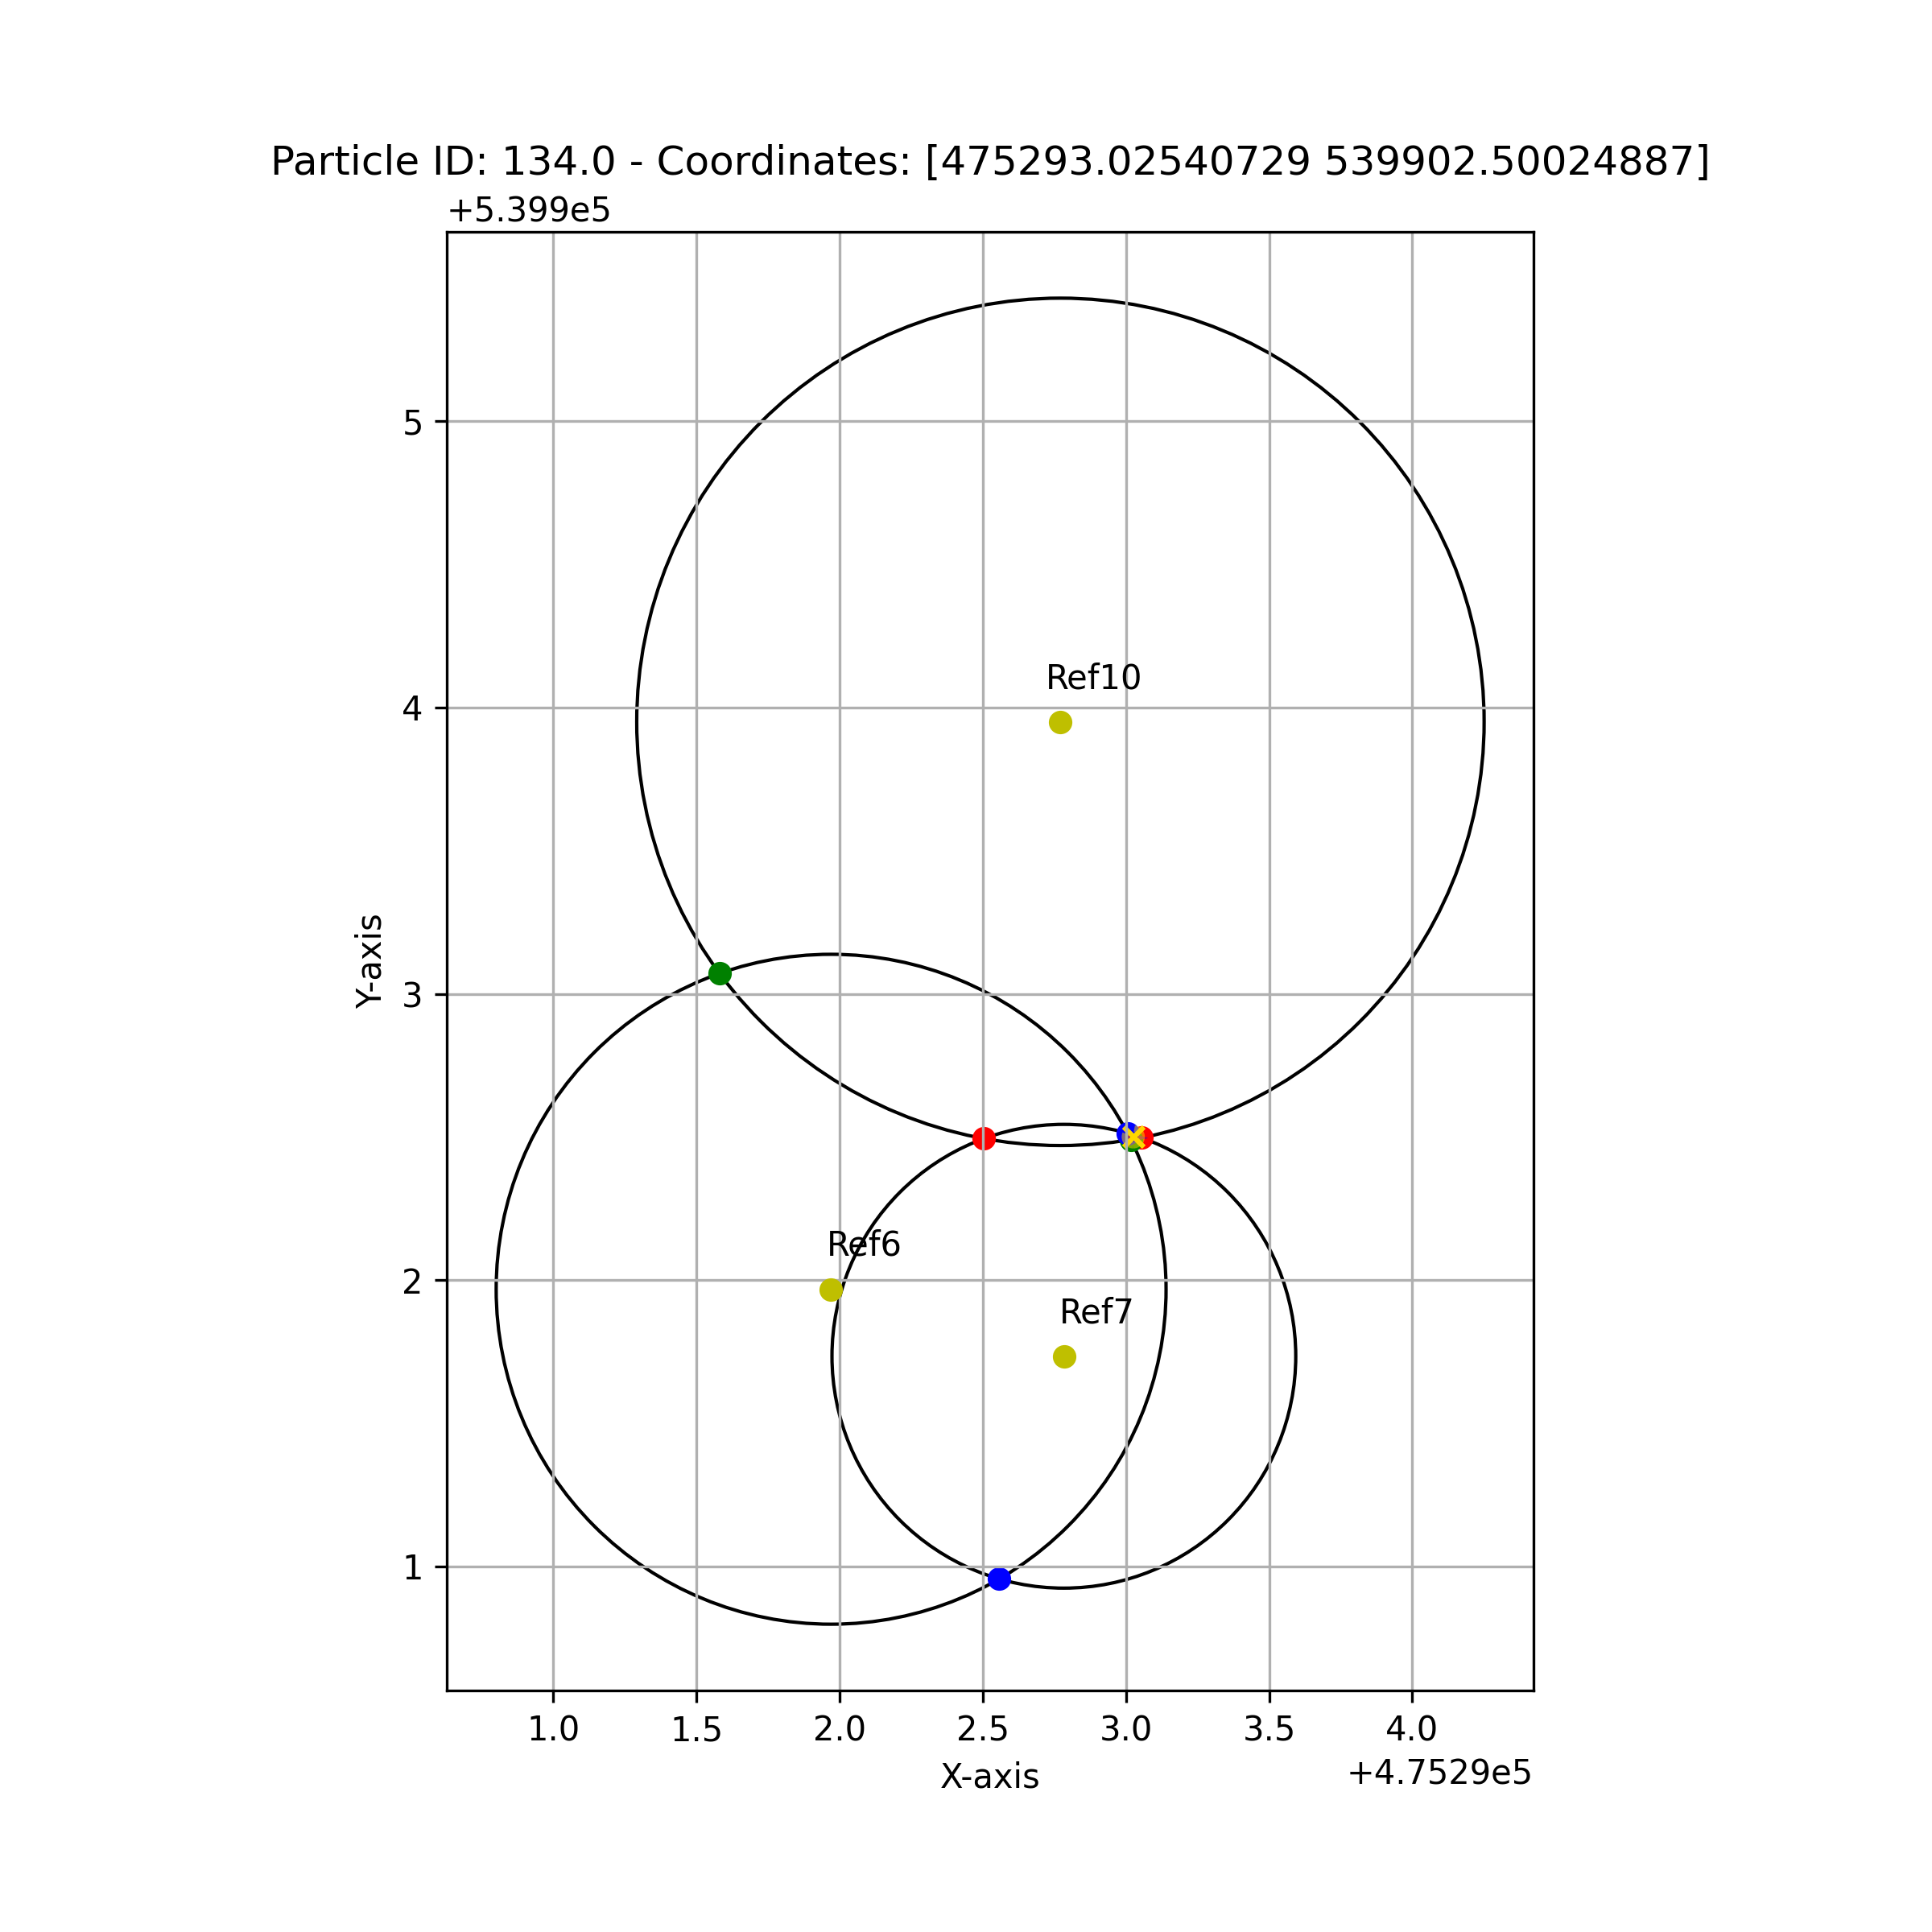 Particle ID: 134.0 - Coordinates: [475293.02540729 539902.50024887]
+5.399e5
5
Ref10
4
Y-axis
3
Ref6
2
Ref7
1
1.0 1.5 2.0 2.5 3.0 3.5 4.0
X-axis
+4.7529e5